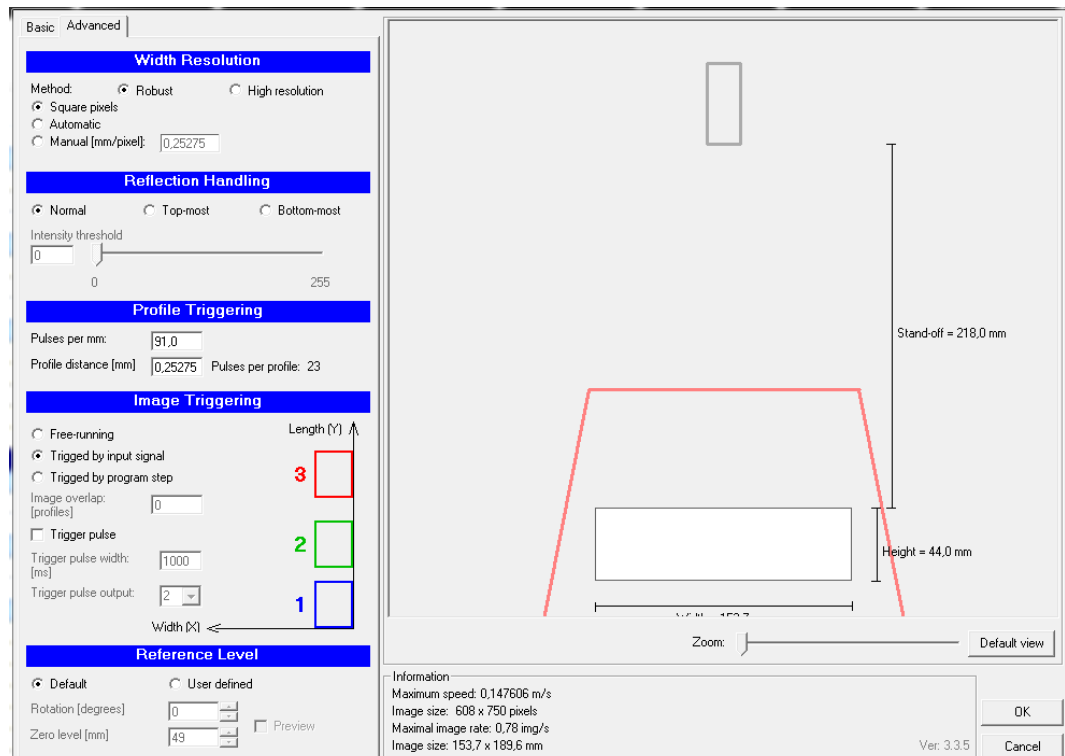 Basic Advanced
Width Resolution
Method: Robust High resolution
Square pixels
Automatic
Manual [mm/pixel]: 0,25275
Reflection Handling
Normal Top-most Bottom-most
Intensity threshold
0
0 255
Profile Triggering
Pulses per mm: 91,0
Profile distance [mm] 0,25275 Pulses per profile: 23
Image Triggering
Free-running
Length (Y)
Trigged by input signal
Trigged by program step
3
Image overlap:
[profiles] 0
Trigger pulse
2
Trigger pulse width:
[ms] 1000
Trigger pulse output: 2
1
Width (X)
Reference Level
Default User defined
Rotation [degrees] 0
Preview
Zero level [mm] 49
Stand-off = 218,0 mm
Height = 44,0 mm
Width = 153,7
Zoom: Default view
Information
Maximum speed: 0,147606 m/s
Image size: 608 x 750 pixels
Maximal image rate: 0,78 img/s
Image size: 153,7 x 189,6 mm
Ver: 3.3.5
OK
Cancel